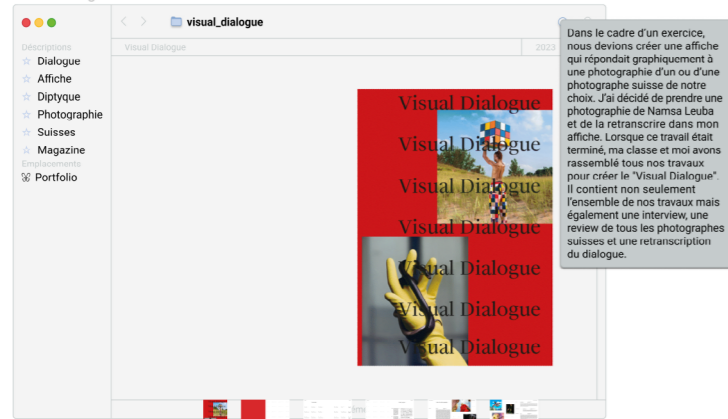 visual_dialogue
Déscriptions
Dialogue
Affiche
Diptyque
Photographie
Suisses
Magazine
Emplacements
Portfolio
Visual Dialogue
2023
Visual Dialogue
Visual Dialogue
Visual Dialogue
Visual Dialogue
Visual Dialogue
Visual Dialogue
Visual Dialogue
Dans le cadre d'un exercice,
nous devions créer une affiche
qui répondait graphiquement à
une photographie d'un ou d'une
photographe suisse de notre
choix. J'ai décidé de prendre une
photographie de Namsa Leuba
et de la retranscrire dans mon
affiche. Lorsque ce travail était
terminé, ma classe et moi avons
rassemblé tous nos travaux
pour créer le "Visual Dialogue".
Il contient non seulement
l'ensemble de nos travaux mais
également une interview, une
review de tous les photographes
suisses et une retranscription
du dialogue.